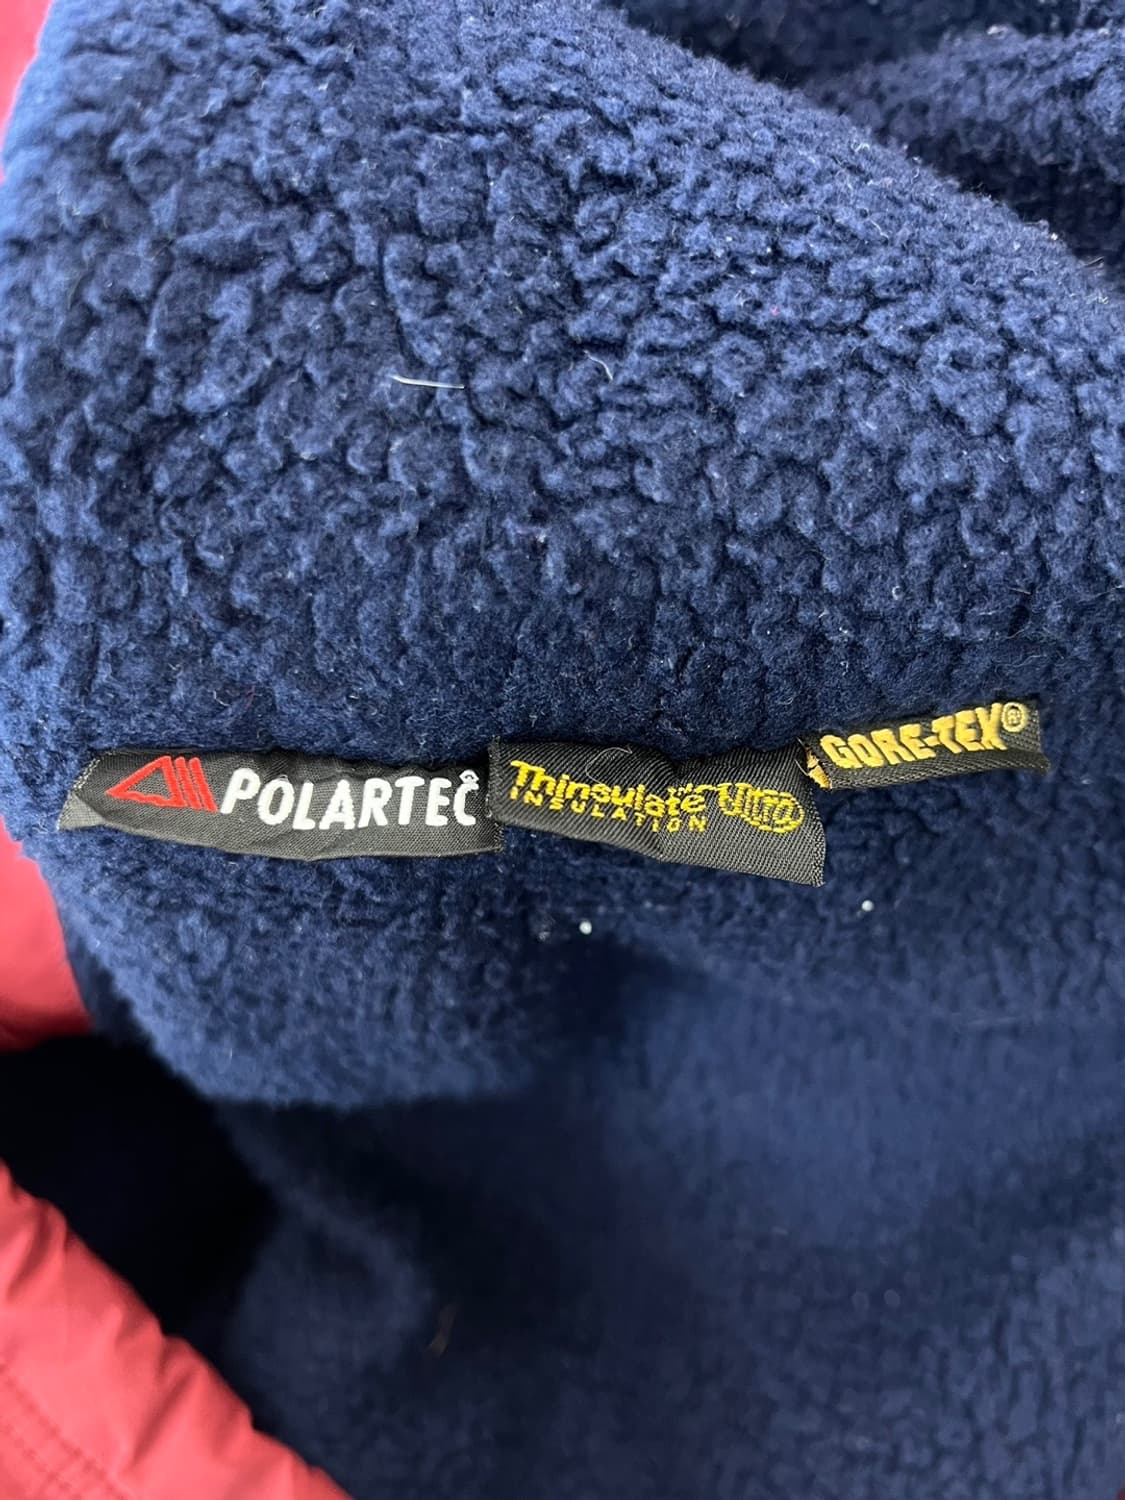 POLARTEC®
Thinsulate Ultra
INSULATION
GORE-TEX®